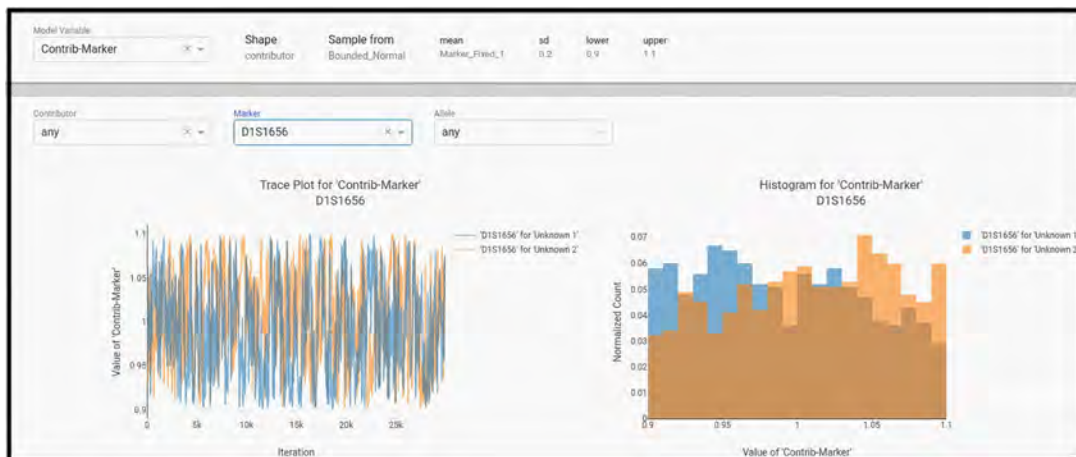 Model Variable
Contrib-Marker
Shape
contributor
Sample from
Bounded_Normal
mean
Marker_Fixed_1
sd
0.2
lower
0.9
upper
1.1
Contributor
any
Marker
D1S1656
Allele
any
Trace Plot for 'Contrib-Marker'
D1S1656
Value of 'Contrib-Marker'
1.1
1.05
1
0.95
0.9
0
5k
10k
15k
20k
25k
Iteration
'D1S1656' for 'Unknown 1'
'D1S1656' for 'Unknown 2'
Histogram for 'Contrib-Marker'
D1S1656
Normalized Count
0.07
0.06
0.05
0.04
0.03
0.02
0.01
0
0.9
0.95
1
1.05
1.1
Value of 'Contrib-Marker'
'D1S1656' for 'Unknown 1
'D1S1656' for 'Unknown 2